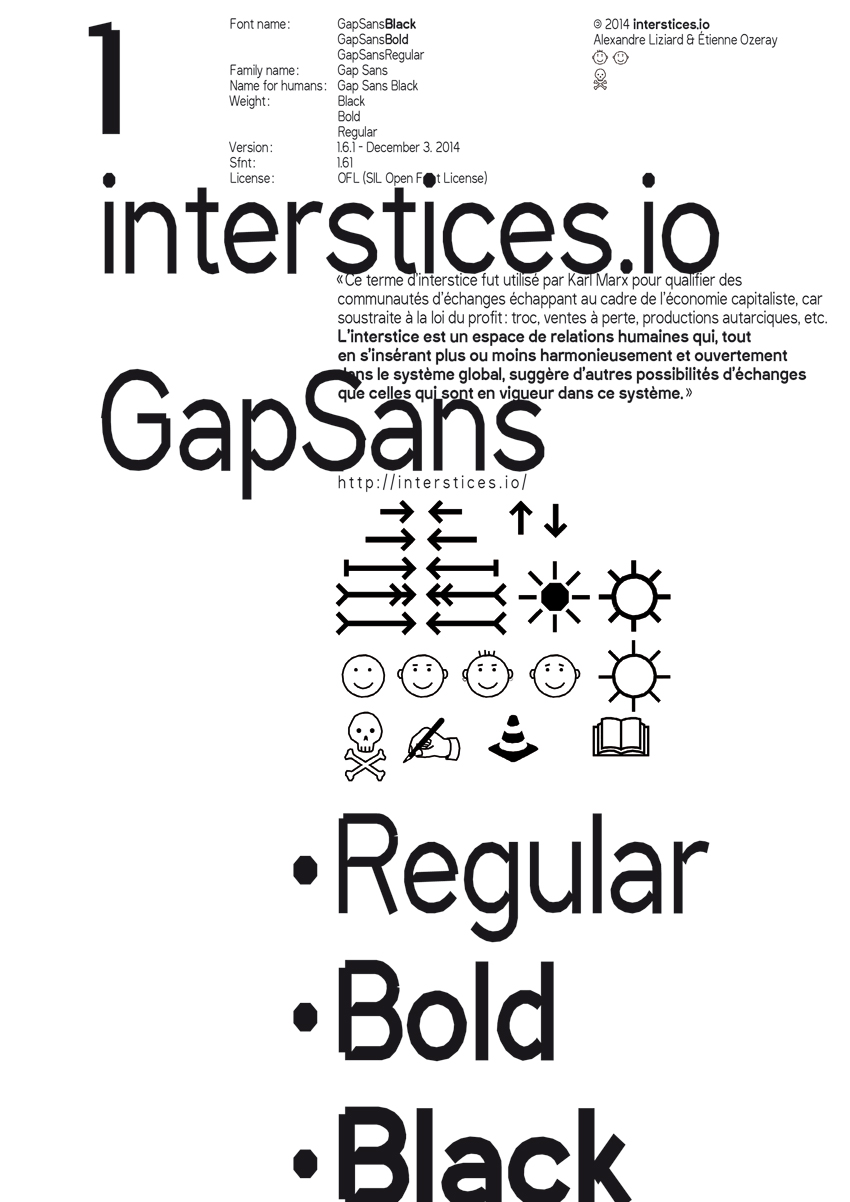 1
Font name: GapSansBlack
GapSansBold
GapSansRegular
Family name: Gap Sans
Name for humans: Gap Sans Black
Weight: Black
Bold
Regular
Version: 1.6.1 - December 3. 2014
Sfnt: 1.61
License: OFL (SIL Open Font License)
© 2014 interstices.io
Alexandre Liziard & Étienne Ozeray
interstices.io
«Ce terme d’interstice fut utilisé par Karl Marx pour qualifier des
communautés d’échanges échappant au cadre de l’économie capitaliste, car
soustraite à la loi du profit: troc, ventes à perte, productions autarciques, etc.
L’interstice est un espace de relations humaines qui, tout
en s’insérant plus ou moins harmonieusement et ouvertement
dans le système global, suggère d’autres possibilités d’échanges
que celles qui sont en vigueur dans ce système.»
GapSans
http://interstices.io/
•Regular
•Bold
•Black